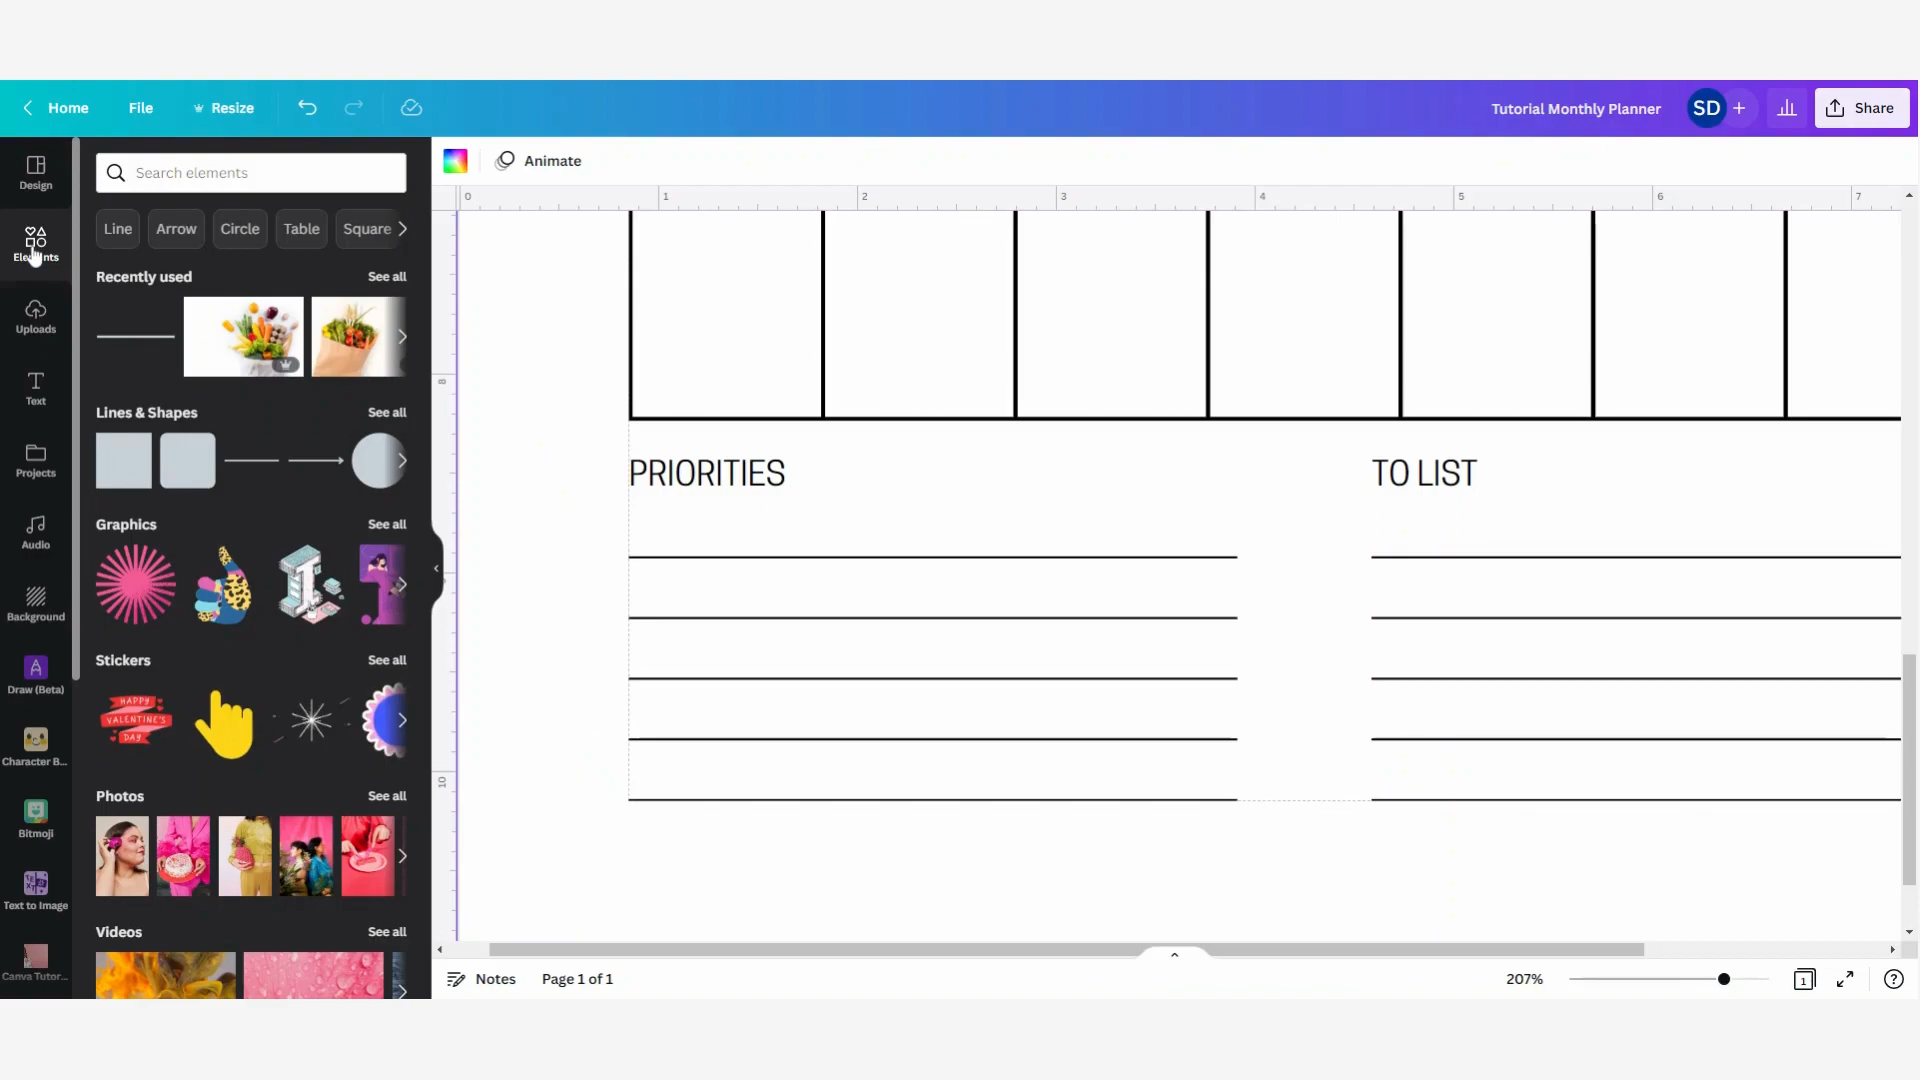 Home File Resize Tutorial Monthly Planner SD + Share
Design
Elements
Uploads
Text
Projects
Audio
Background
Draw (Beta)
Character B...
Bitmoji
Text to Image
Canva Tutor...
Search elements
Line Arrow Circle Table Square
Recently used See all
Lines & Shapes See all
Graphics See all
Stickers See all
HAPPY
VALENTINE'S
DAY
Photos See all
Videos See all
Animate
0 1 2 3 4 5 6 7
8
10
PRIORITIES TO LIST
Notes Page 1 of 1 207% 1 ?